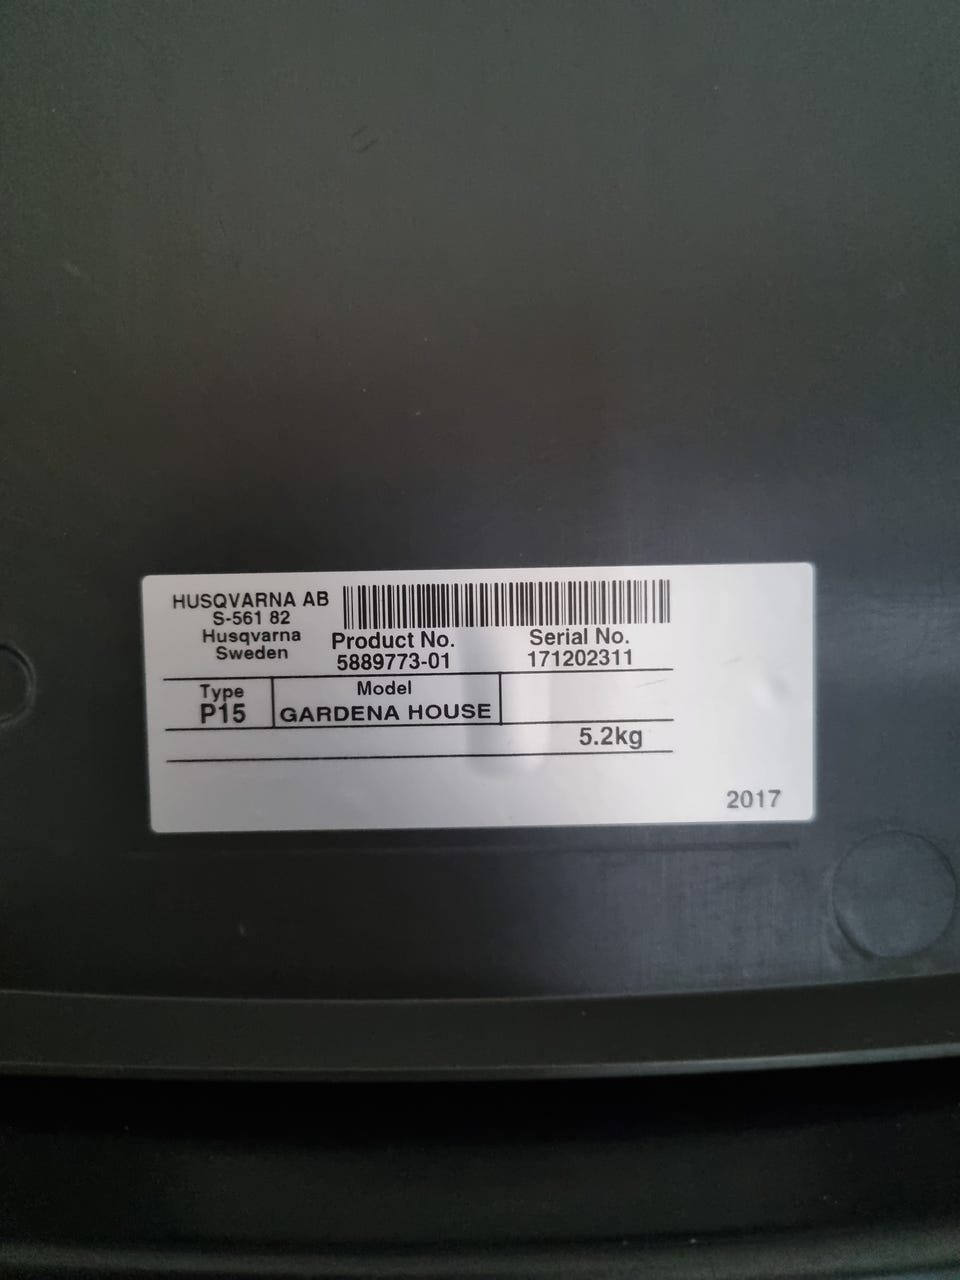 HUSQVARNA AB
S-561 82
Husqvarna
Sweden
Product No.
5889773-01
Serial No.
171202311
Type
P15
Model
GARDENA HOUSE
5.2kg
2017